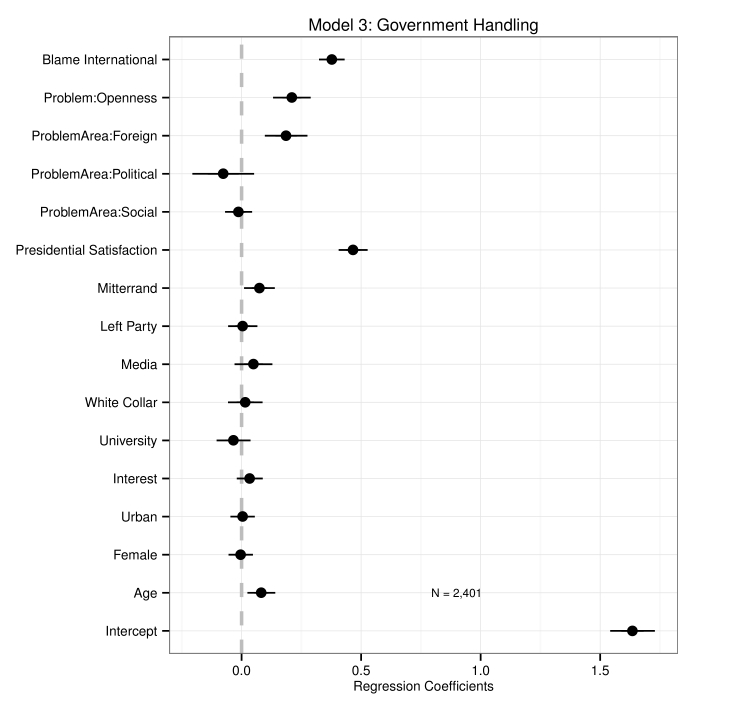 Model 3: Government Handling
Blame International
Problem:Openness
ProblemArea:Foreign
ProblemArea:Political
ProblemArea:Social
Presidential Satisfaction
Mitterrand
Left Party
Media
White Collar
University
Interest
Urban
Female
Age
N = 2,401
Intercept
0.0 0.5 1.0 1.5
Regression Coefficients